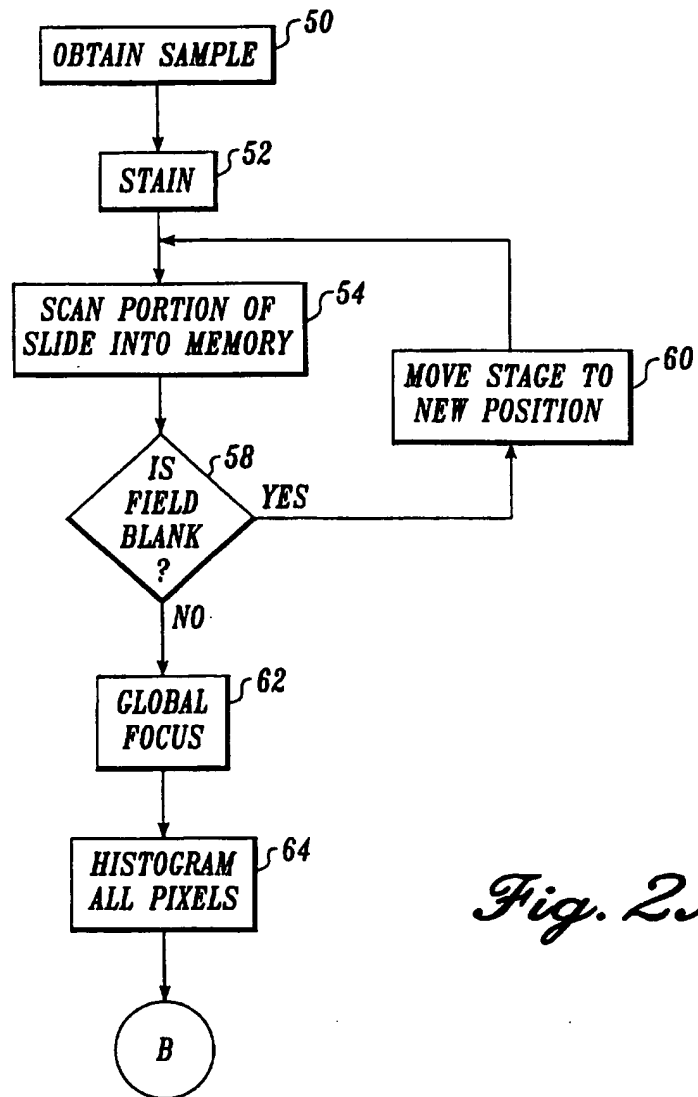 50
OBTAIN SAMPLE
52
STAIN
54
SCAN PORTION OF
SLIDE INTO MEMORY
60
MOVE STAGE TO
NEW POSITION
58
IS
FIELD
BLANK
?
YES
NO
62
GLOBAL
FOCUS
64
HISTOGRAM
ALL PIXELS
Fig. 2
B